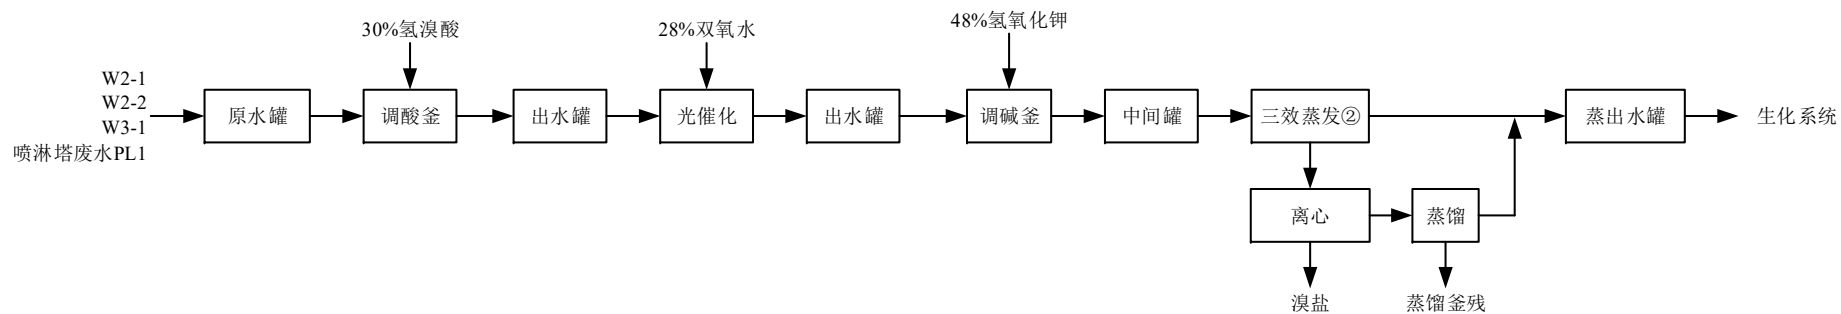 30%氢溴酸
28%双氧水
48%氢氧化钾
W2-1
W2-2
W3-1
喷淋塔废水PL1
原水罐
调酸釜
出水罐
光催化
出水罐
调碱釜
中间罐
三效蒸发②
蒸出水罐
生化系统
离心
蒸馏
溴盐
蒸馏釜残